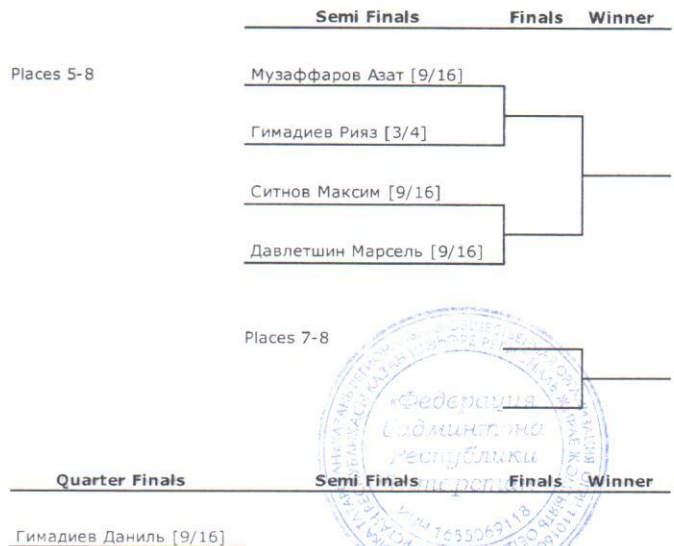 Semi Finals Finals Winner
Places 5-8
Музаффаров Азат [9/16]
Гимадиев Рияз [3/4]
Ситнов Максим [9/16]
Давлетшин Марсель [9/16]
Places 7-8
«Федерация
бадминтона
Республики
ИНН 1655069118
Quarter Finals Semi Finals Finals Winner
Гимадиев Даниль [9/16]